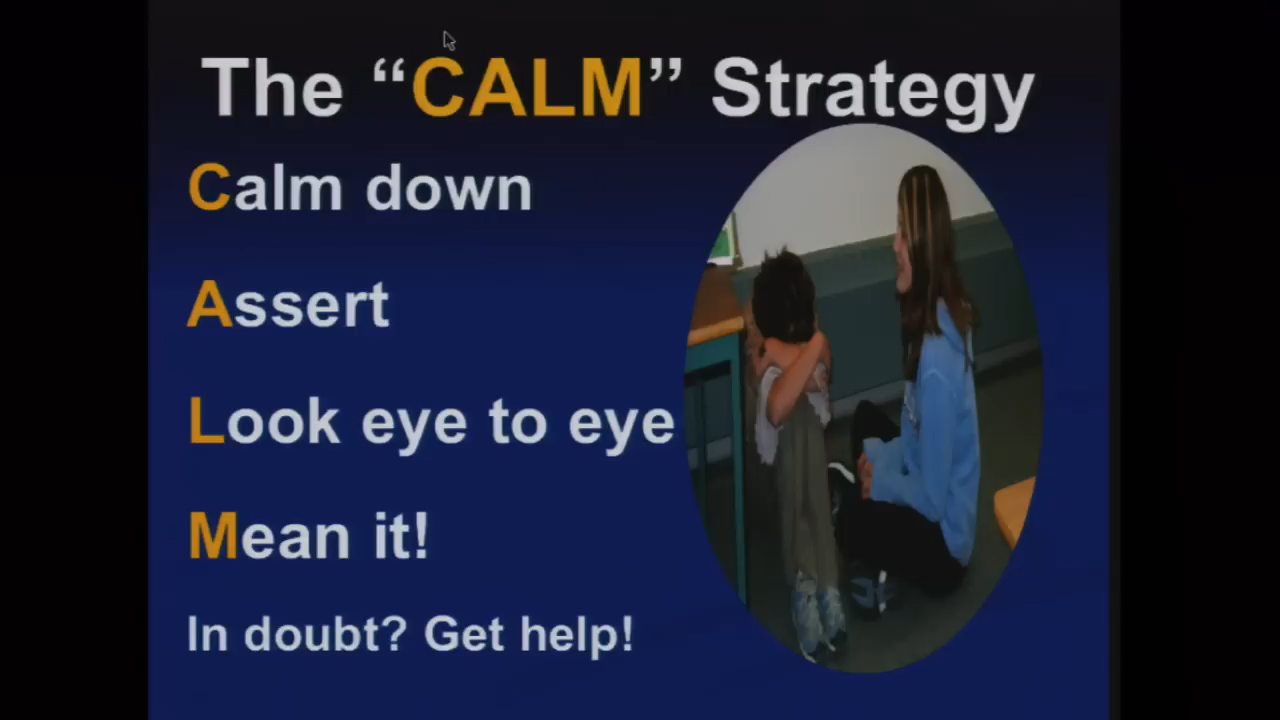 The “CALM” Strategy
Calm down
Assert
Look eye to eye
Mean it!
In doubt? Get help!